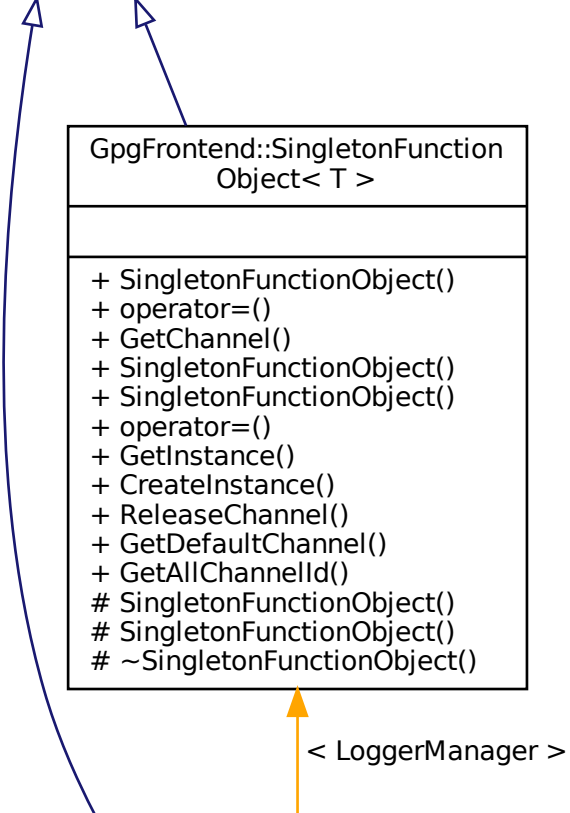 GpgFrontend::SingletonFunction
Object< T >
+ SingletonFunctionObject()
+ operator=()
+ GetChannel()
+ SingletonFunctionObject()
+ SingletonFunctionObject()
+ operator=()
+ GetInstance()
+ CreateInstance()
+ ReleaseChannel()
+ GetDefaultChannel()
+ GetAllChannelId()
# SingletonFunctionObject()
# SingletonFunctionObject()
# ~SingletonFunctionObject()
< LoggerManager >